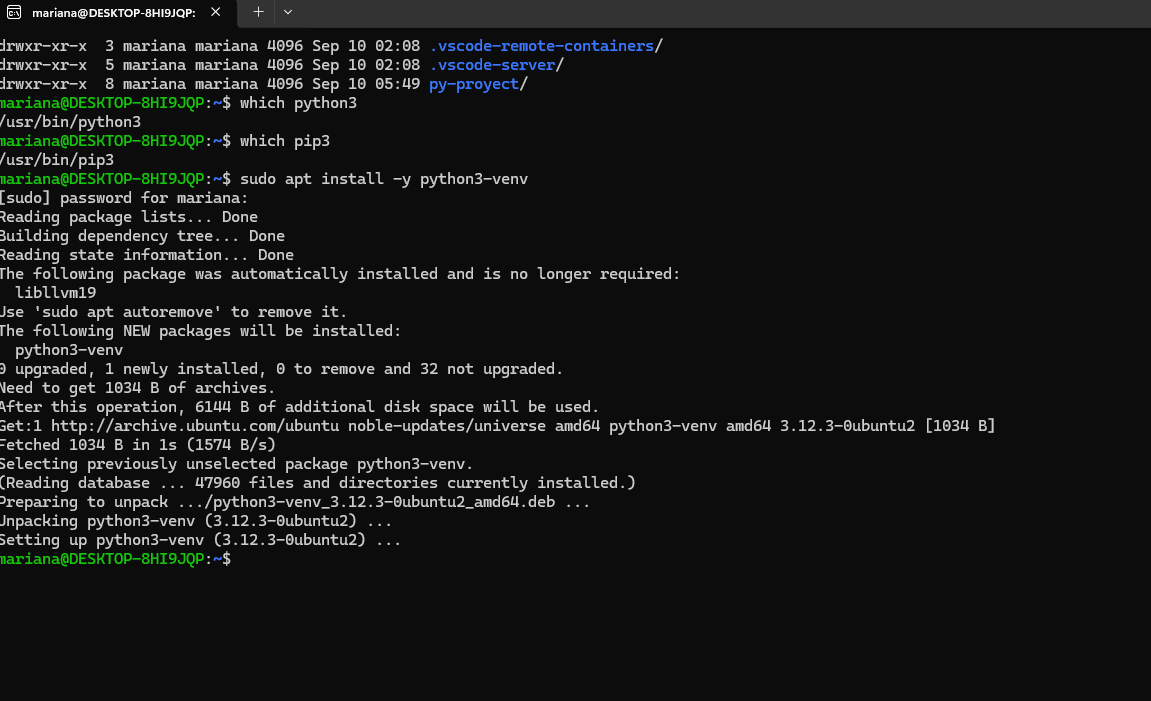 mariana@DESKTOP-8HI9JQP:
drwxr-xr-x  3 mariana mariana 4096 Sep 10 02:08 .vscode-remote-containers/
drwxr-xr-x  5 mariana mariana 4096 Sep 10 02:08 .vscode-server/
drwxr-xr-x  8 mariana mariana 4096 Sep 10 05:49 py-proyect/
mariana@DESKTOP-8HI9JQP:~$ which python3
/usr/bin/python3
mariana@DESKTOP-8HI9JQP:~$ which pip3
/usr/bin/pip3
mariana@DESKTOP-8HI9JQP:~$ sudo apt install -y python3-venv
[sudo] password for mariana:
Reading package lists... Done
Building dependency tree... Done
Reading state information... Done
The following package was automatically installed and is no longer required:
  libllvm19
Use 'sudo apt autoremove' to remove it.
The following NEW packages will be installed:
  python3-venv
0 upgraded, 1 newly installed, 0 to remove and 32 not upgraded.
Need to get 1034 B of archives.
After this operation, 6144 B of additional disk space will be used.
Get:1 http://archive.ubuntu.com/ubuntu noble-updates/universe amd64 python3-venv amd64 3.12.3-0ubuntu2 [1034 B]
Fetched 1034 B in 1s (1574 B/s)
Selecting previously unselected package python3-venv.
(Reading database ... 47960 files and directories currently installed.)
Preparing to unpack .../python3-venv_3.12.3-0ubuntu2_amd64.deb ...
Unpacking python3-venv (3.12.3-0ubuntu2) ...
Setting up python3-venv (3.12.3-0ubuntu2) ...
mariana@DESKTOP-8HI9JQP:~$